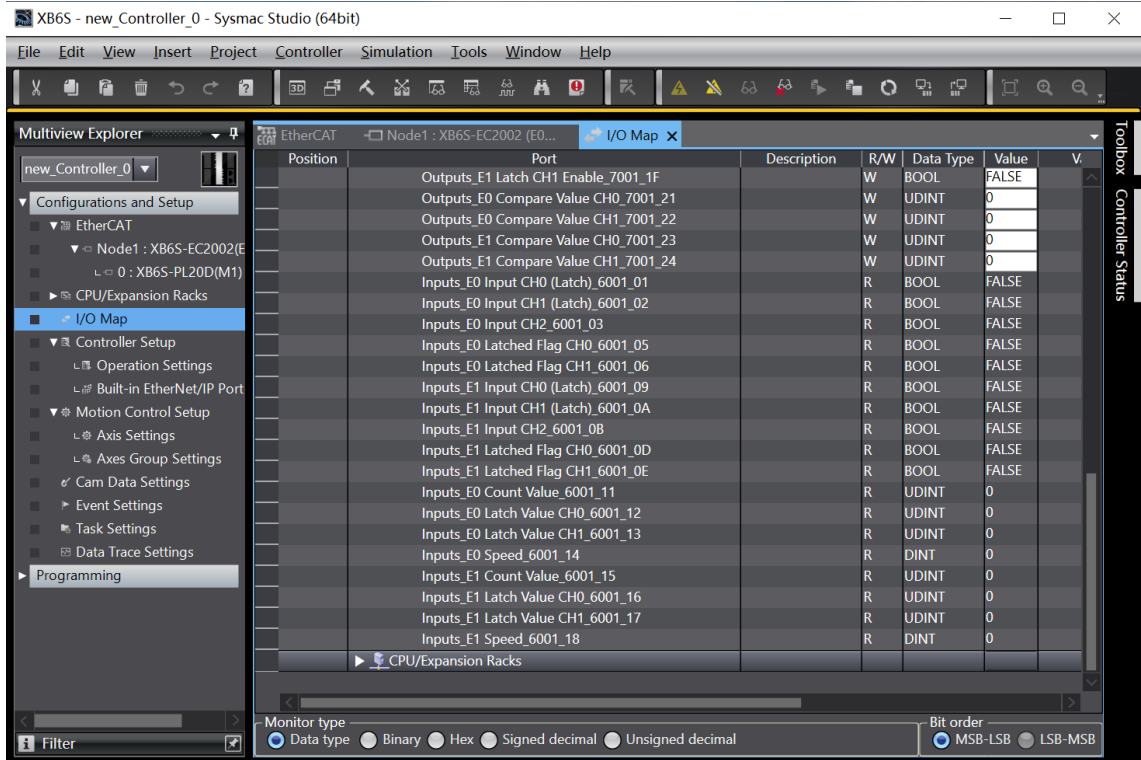 XB6S - new_Controller_0 - Sysmac Studio (64bit)
File Edit View Insert Project Controller Simulation Tools Window Help
Multview Explorer
new_Controller_0
Configurations and Setup
EtherCAT
Node1 : XB6S-EC2002(E
0 : XB6S-PL20D(M1)
CPU/Expansion Racks
I/O Map
Controller Setup
Operation Settings
Built-in EtherNet/IP Port
Motion Control Setup
Axis Settings
Axes Group Settings
Cam Data Settings
Event Settings
Task Settings
Data Trace Settings
Programming
Filter
EtherCAT Node1 : XB6S-EC2002 (E0... I/O Map
Position Port Description R/W Data Type Value V
Outputs_E1 Latch CH1 Enable_7001_1F W BOOL FALSE
Outputs_E0 Compare Value CH0_7001_21 W UDINT 0
Outputs_E0 Compare Value CH1_7001_22 W UDINT 0
Outputs_E1 Compare Value CH0_7001_23 W UDINT 0
Outputs_E1 Compare Value CH1_7001_24 W UDINT 0
Inputs_E0 Input CH0 (Latch)_6001_01 R BOOL FALSE
Inputs_E0 Input CH1 (Latch)_6001_02 R BOOL FALSE
Inputs_E0 Input CH2_6001_03 R BOOL FALSE
Inputs_E0 Latched Flag CH0_6001_05 R BOOL FALSE
Inputs_E0 Latched Flag CH1_6001_06 R BOOL FALSE
Inputs_E1 Input CH0 (Latch)_6001_09 R BOOL FALSE
Inputs_E1 Input CH1 (Latch)_6001_0A R BOOL FALSE
Inputs_E1 Input CH2_6001_0B R BOOL FALSE
Inputs_E1 Latched Flag CH0_6001_0D R BOOL FALSE
Inputs_E1 Latched Flag CH1_6001_0E R BOOL FALSE
Inputs_E0 Count Value_6001_11 R UDINT 0
Inputs_E0 Latch Value CH0_6001_12 R UDINT 0
Inputs_E0 Latch Value CH1_6001_13 R UDINT 0
Inputs_E0 Speed_6001_14 R DINT 0
Inputs_E1 Count Value_6001_15 R UDINT 0
Inputs_E1 Latch Value CH0_6001_16 R UDINT 0
Inputs_E1 Latch Value CH1_6001_17 R UDINT 0
Inputs_E1 Speed_6001_18 R DINT 0
CPU/Expansion Racks
Monitor type
Data type Binary Hex Signed decimal Unsigned decimal
Bit order
MSB-LSB LSB-MSB
Toolbox
Controller Status